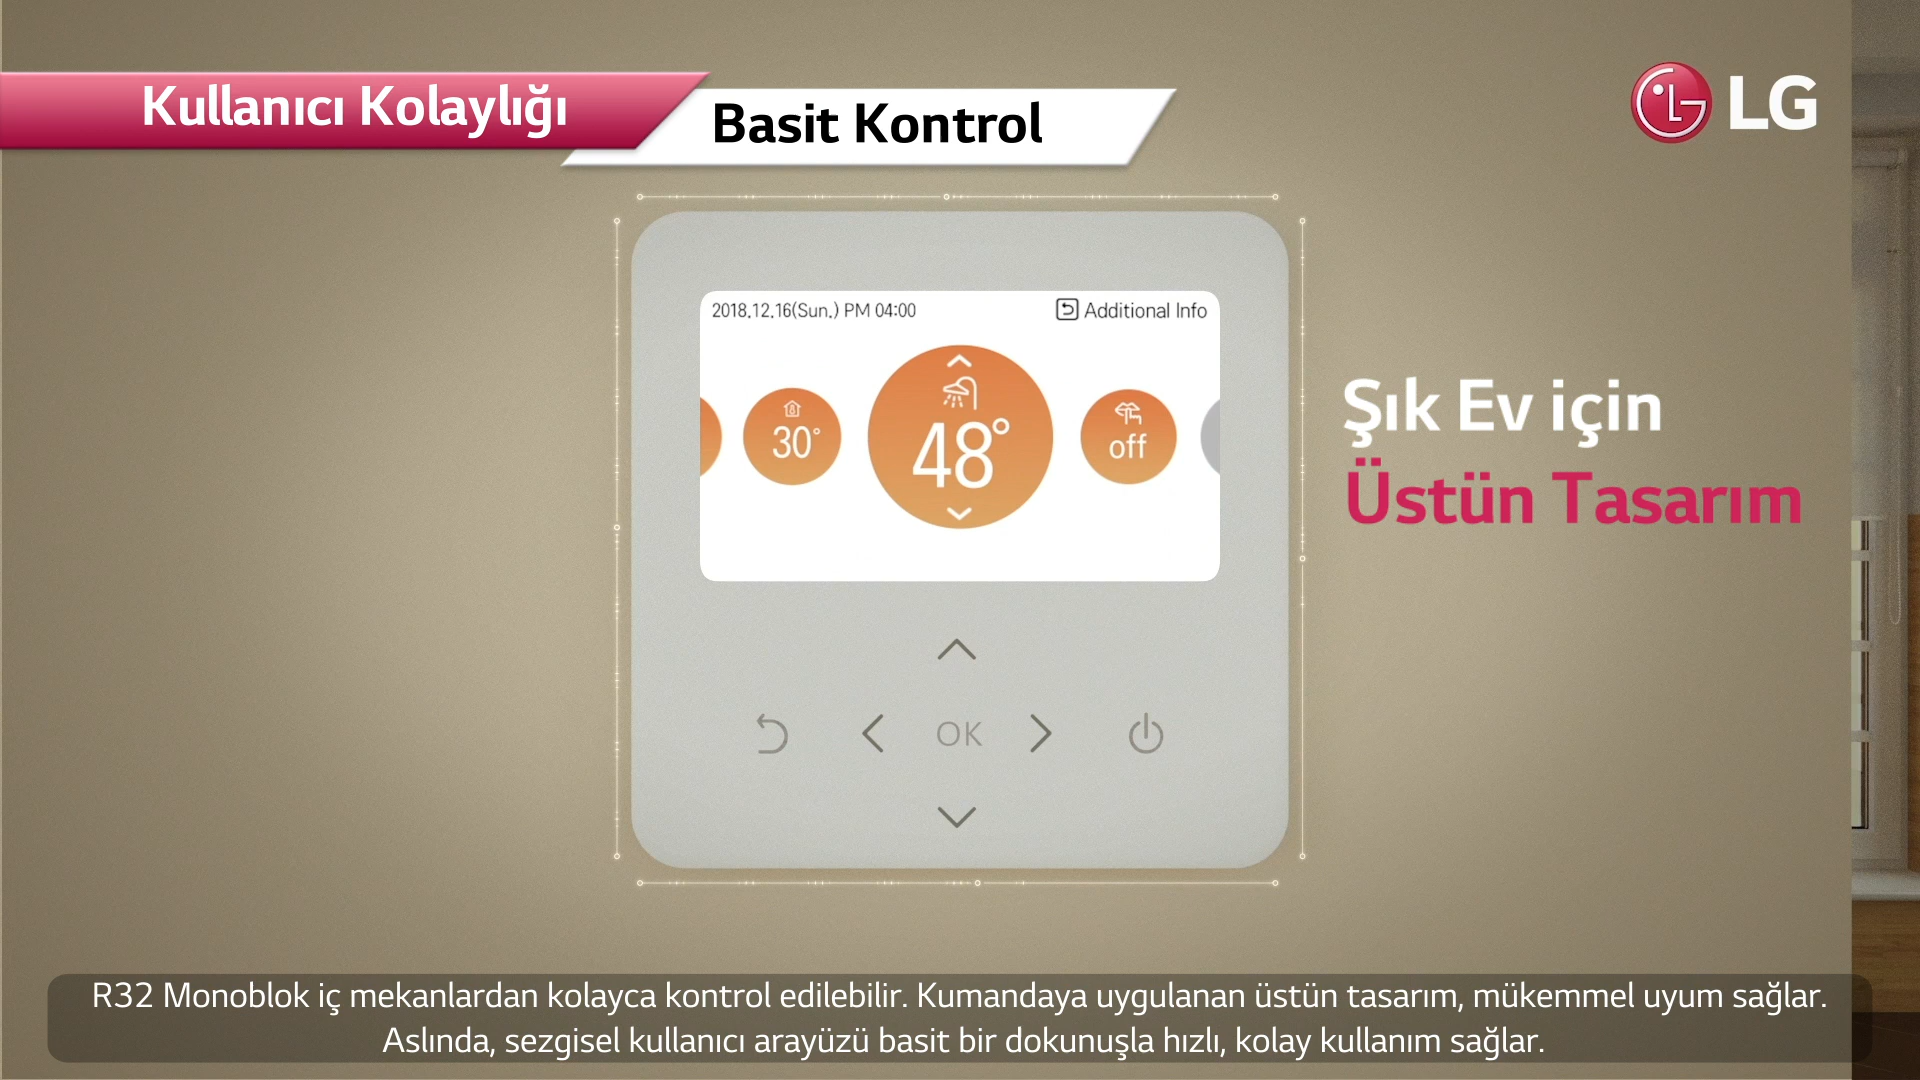 Kullanıcı Kolaylığı
Basit Kontrol
LG
2018.12.16(Sun.) PM 04:00
Additional Info
30°
48°
off
Şık Ev için
Üstün Tasarım
OK
R32 Monoblok iç mekanlardan kolayca kontrol edilebilir. Kumandaya uygulanan üstün tasarım, mükemmel uyum sağlar.
Aslında, sezgisel kullanıcı arayüzü basit bir dokunuşla hızlı, kolay kullanım sağlar.